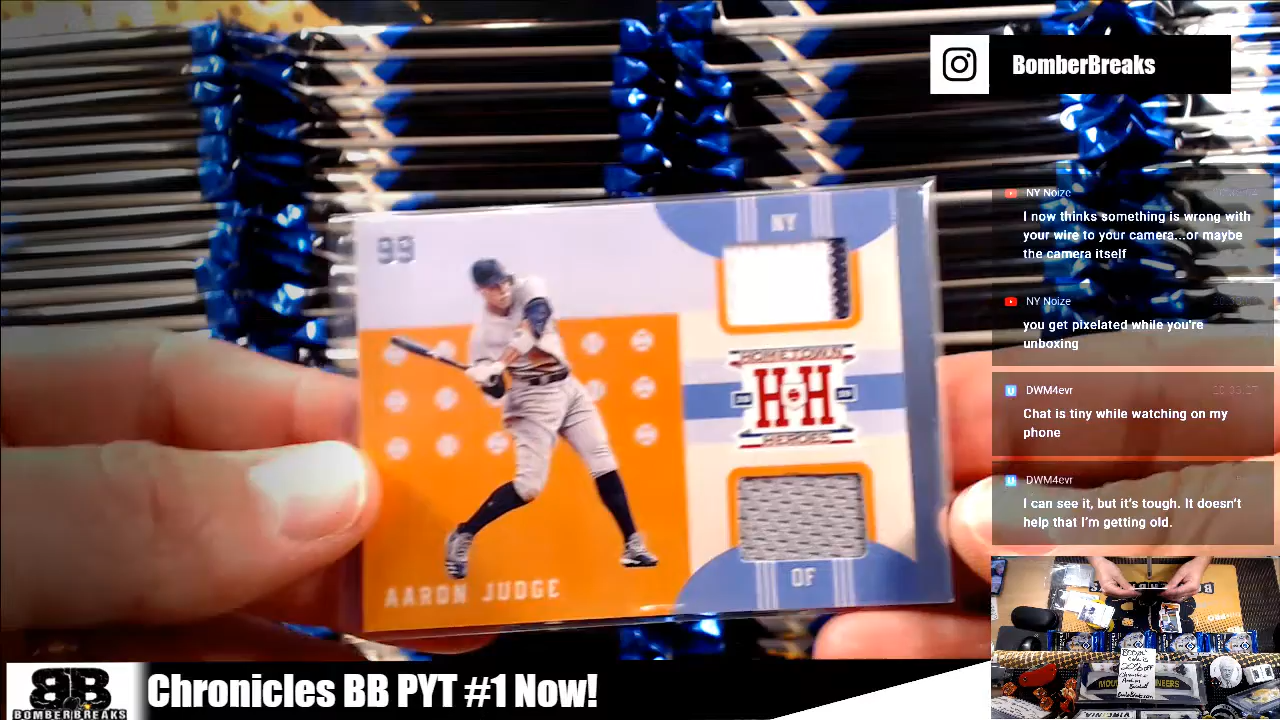 BomberBreaks
NY Noize
I now thinks something is wrong with
your wire to your camera...or maybe
the camera itself
NY Noize
you get pixelated while you're
unboxing
DWM4evr
Chat is tiny while watching on my
phone
DWM4evr
I can see it, but it's tough. It doesn't
help that I'm getting old.
99
NY
HOMETOWN
HH
HEROES
OF
AARON JUDGE
BB
BOMBERBREAKS
Chronicles BB PYT #1 Now!